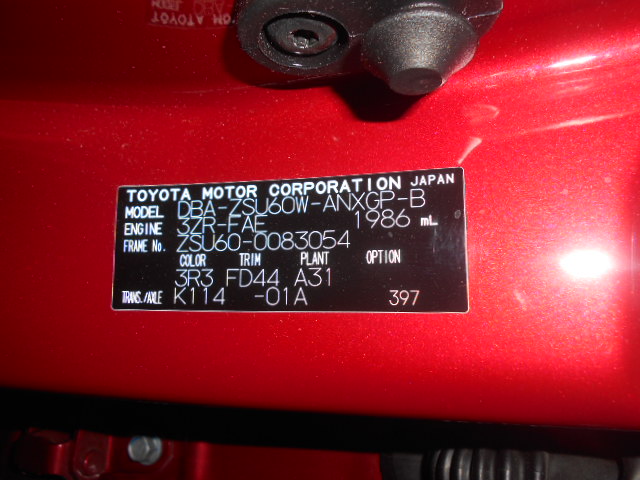 TOYOTA MOTOR CORPORATION JAPAN
MODEL DBA-ZSU60W-ANXGP-B
ENGINE 3ZR-FAE 1986 mL
FRAME No. ZSU60-0083054
COLOR TRIM PLANT OPTION
3R3 FD44 A31
TRANS./AXLE K114 -01A 397